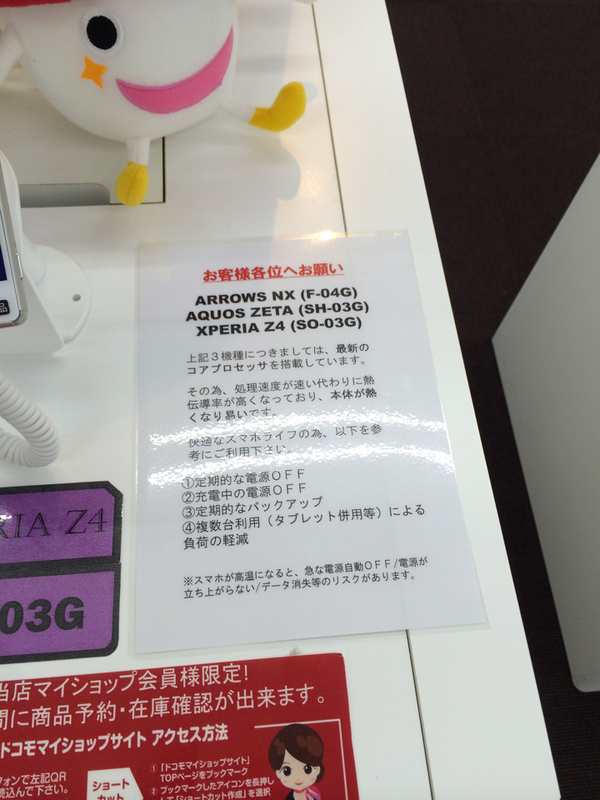 お客様各位へお願い
ARROWS NX (F-04G)
AQUOS ZETA (SH-03G)
XPERIA Z4 (SO-03G)
上記3機種につきましては、最新の
コアプロセッサを搭載しています。
その為、処理速度が速い代わりに熱
伝導率が高くなっており、本体が熱
くなり易いです。
快適なスマホライフの為、以下を参
考にご利用下さい。
①定期的な電源OFF
②充電中の電源OFF
③定期的なバックアップ
④複数台利用(タブレット併用等)による
負荷の軽減
※スマホが高温になると、急な電源自動OFF/電源が
立ち上がらない/データ消失等のリスクがあります。
品
RIA Z4
03G
当店マイショップ会員様限定!
間に商品予約・在庫確認が出来ます。
ドコモマイショップサイト アクセス方法
フォンで左記QR
読込んで下さい。
ショート
カット
①「ドコモマイショップサイト」
TOPページをブックマーク
②ブックマークしたアイコンを長押し
して「ショートカット作成」を選択